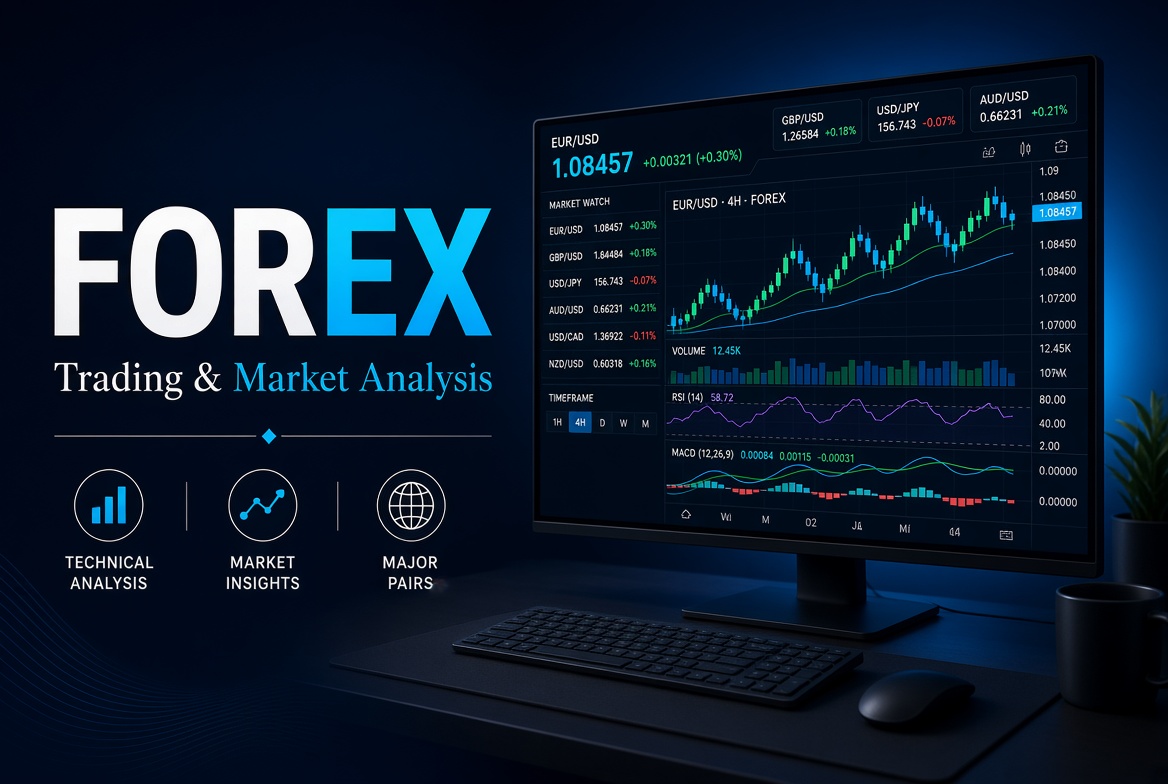 FOREX
Trading & Market Analysis
TECHNICAL
ANALYSIS
MARKET
INSIGHTS
MAJOR
PAIRS
EUR/USD
1.08457 +0.00321 (+0.30%)
GBP/USD
1.26584 +0.18%
USD/JPY
156.743 -0.07%
AUD/USD
0.66231 +0.21%
MARKET WATCH
EUR/USD 1.08457 +0.30%
GBP/USD 1.64484 +0.18%
USD/JPY 156.743 -0.07%
AUD/USD 0.66231 +0.21%
USD/CAD 1.36922 -0.11%
NZD/USD 0.60318 +0.16%
TIMEFRAME
1H 4H D W M
EUR/USD · 4H · FOREX
1.09
1.08450
1.08457
1.08450
1.08400
1.07200
1.07000
VOLUME 12.45K
12.45K
RSI (14) 58.72
80.00
40.00
2.00
MACD (12,26,9) 0.00084 0.00115 -0.00031
0.00000
0.00000
M 02